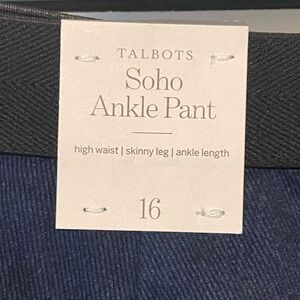 TALBOTS
Soho
Ankle Pant
high waist | skinny leg | ankle length
16